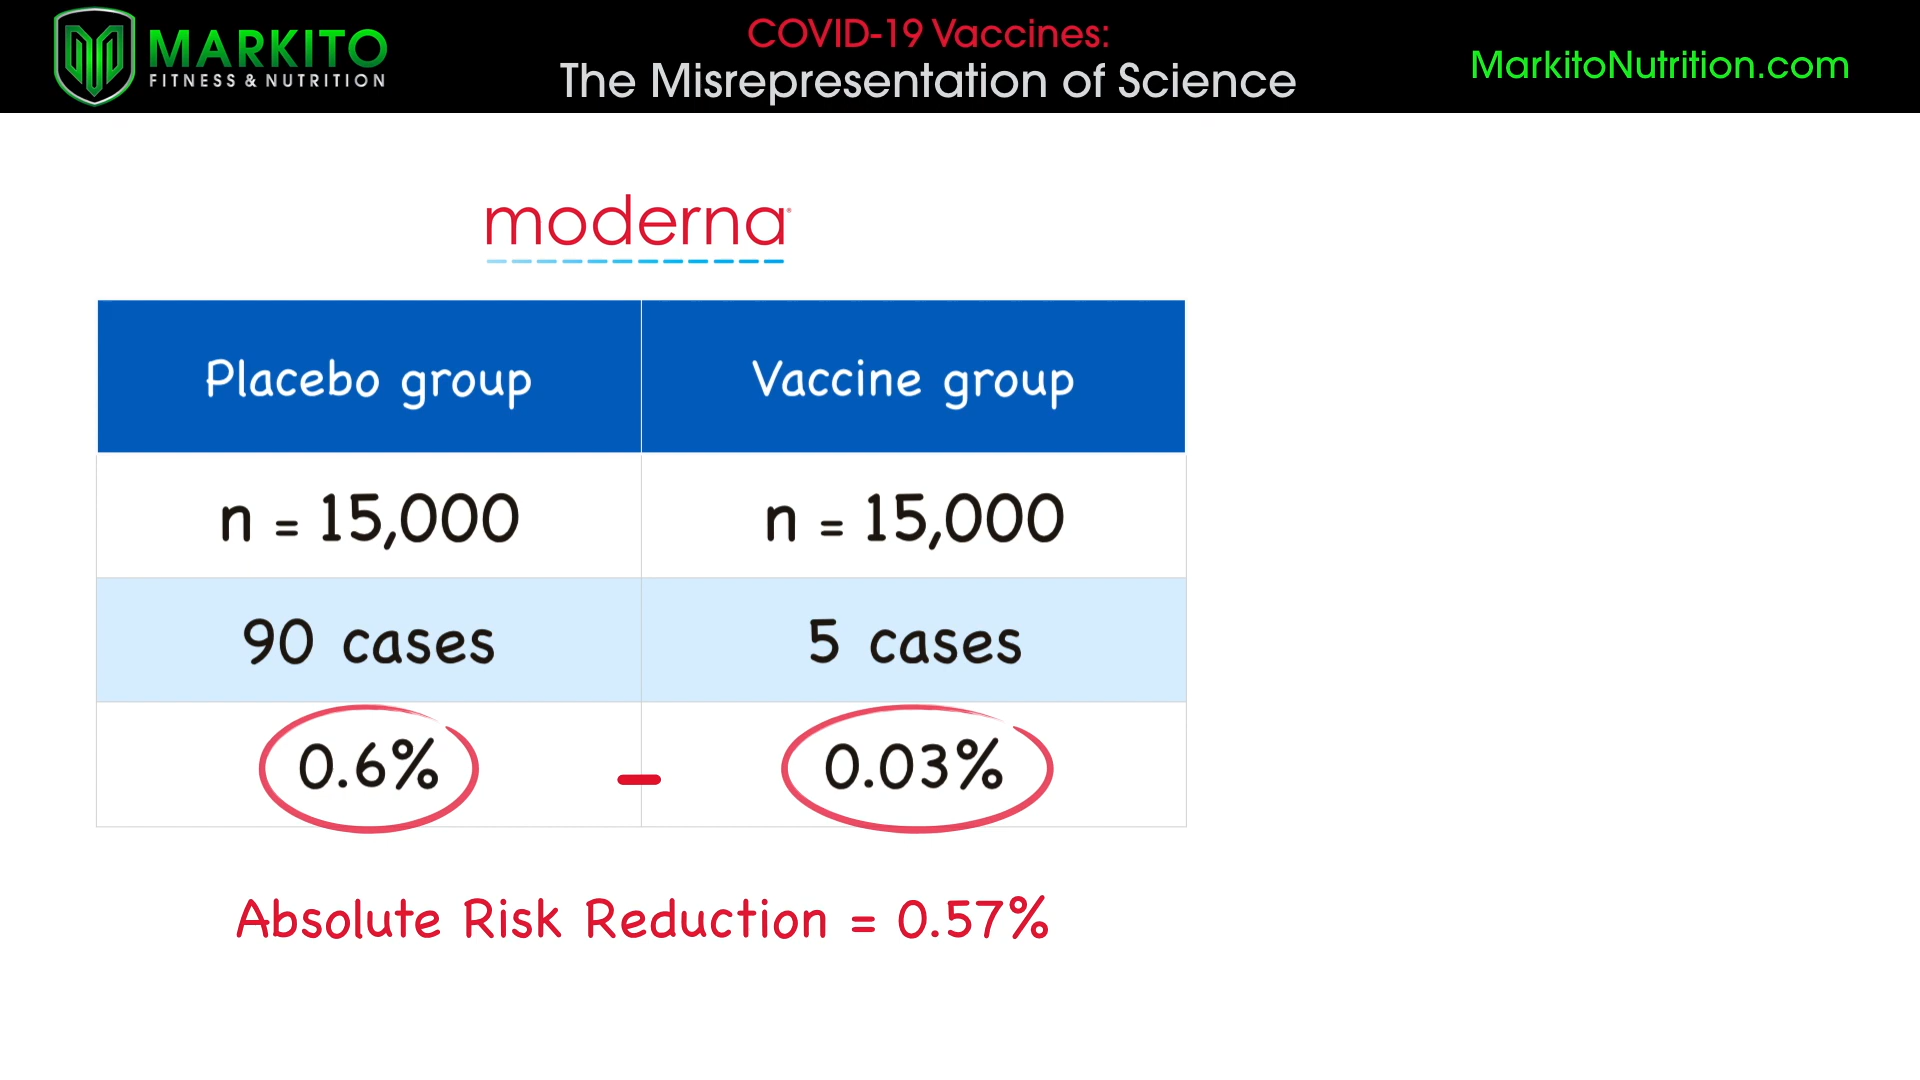 MARKITO
FITNESS & NUTRITION
COVID-19 Vaccines:
The Misrepresentation of Science
MarkitoNutrition.com
moderna
Placebo group
Vaccine group
n = 15,000
n = 15,000
90 cases
5 cases
0.6%
-
0.03%
Absolute Risk Reduction = 0.57%